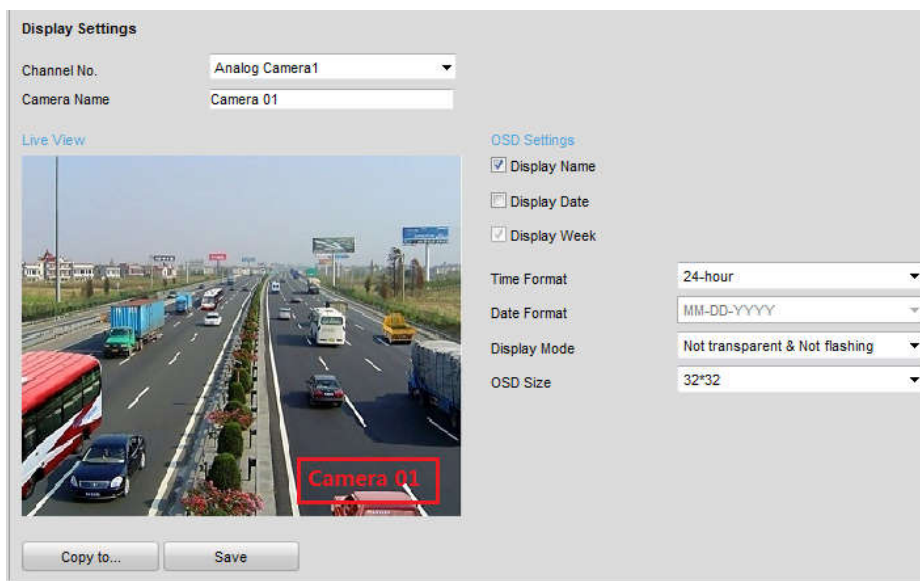 Display Settings
Channel No.
Analog Camera1
Camera Name
Camera 01
Live View
Camera 01
OSD Settings
Display Name
Display Date
Display Week
Time Format
24-hour
Date Format
MM-DD-YYYY
Display Mode
Not transparent & Not flashing
OSD Size
32*32
Copy to...
Save